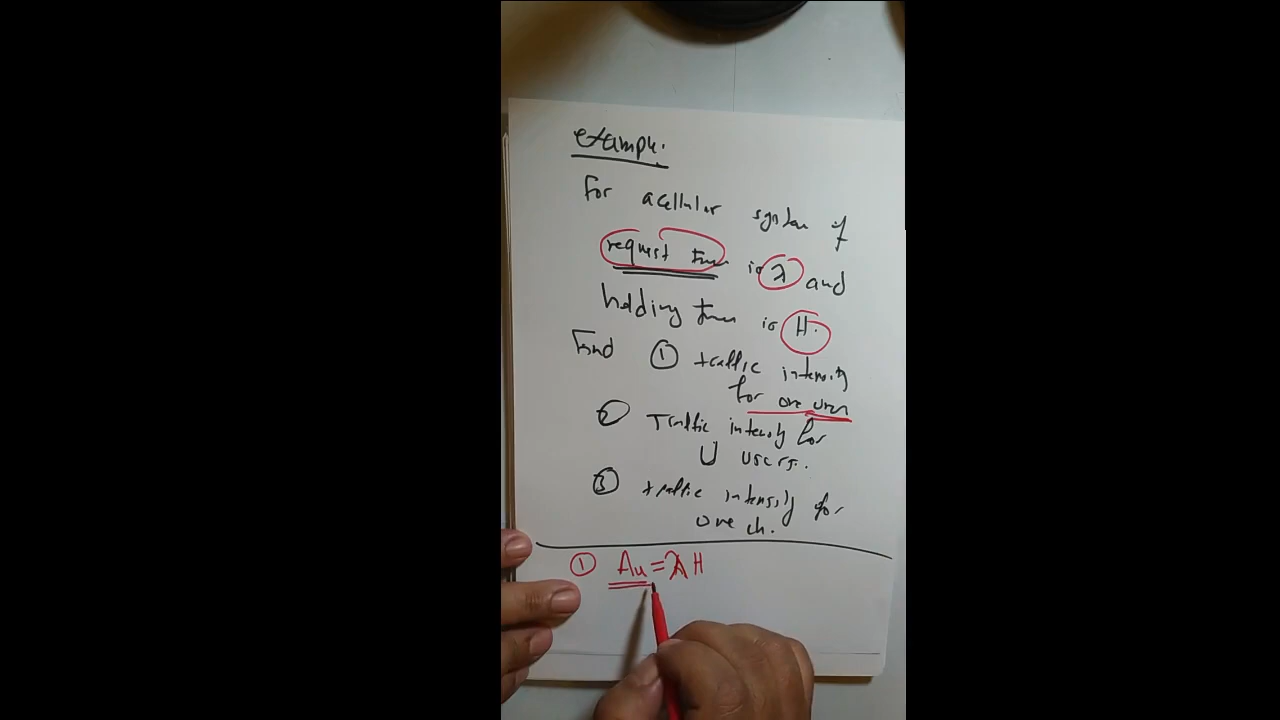 example.
For a cellular system if
request time is λ and
holding time is H.
Find ① traffic intensity
for one user
② Traffic intensity for
U users.
③ traffic intensity for
one ch.
① Au = λ H